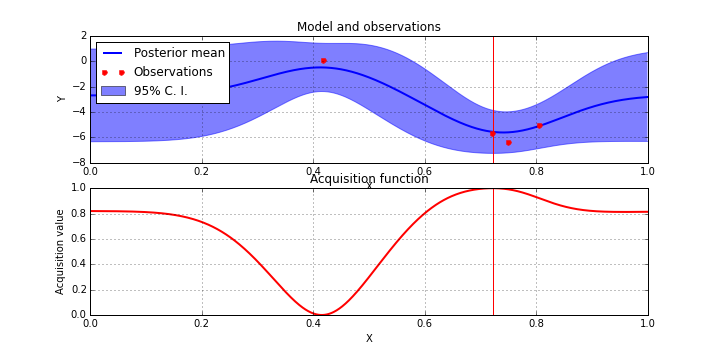 Model and observations
2
0
−2
−4
−6
−8
Y
Posterior mean
Observations
95% C. I.
0.0 0.2 0.4 0.6 0.8 1.0
X
Acquisition function
1.0
0.8
0.6
0.4
0.2
0.0
Acquisition value
0.0 0.2 0.4 0.6 0.8 1.0
X